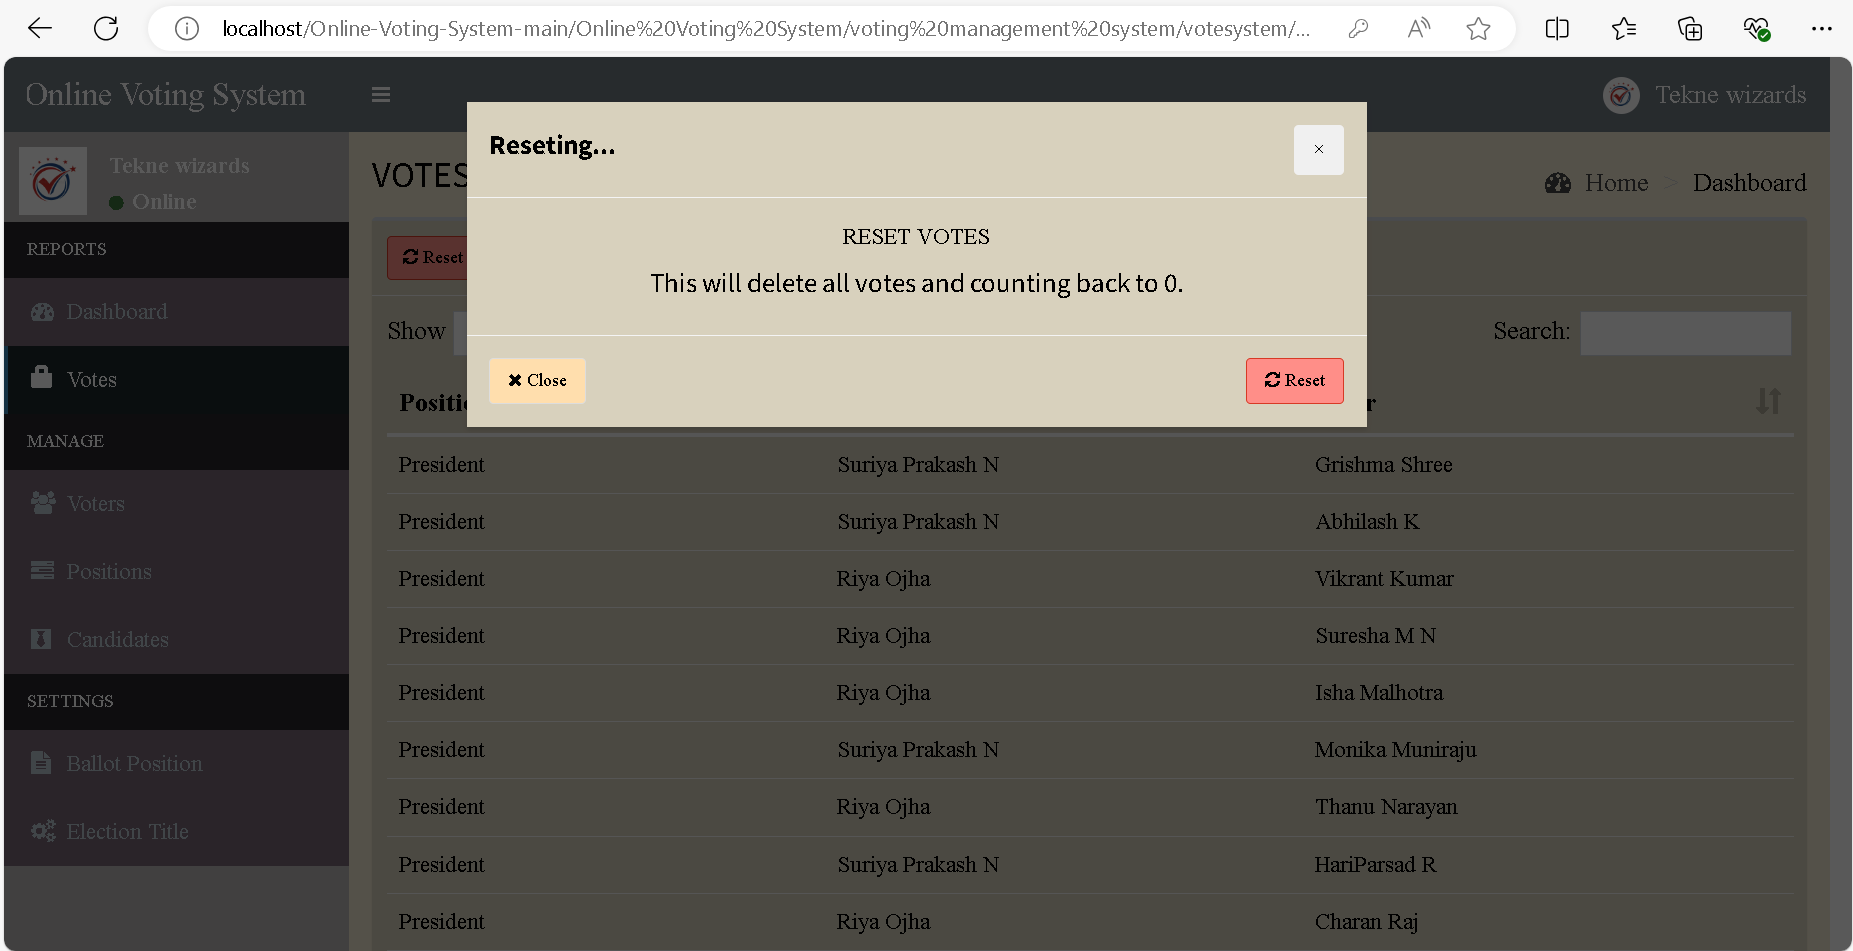 localhost/Online-Voting-System-main/Online%20Voting%20System/voting%20management%20system/votesystem/...
Online Voting System
Tekne wizards
Tekne wizards
Online
REPORTS
Dashboard
Votes
MANAGE
Voters
Positions
Candidates
SETTINGS
Ballot Position
Election Title
VOTES
Home > Dashboard
Reset
Reseting...
×
RESET VOTES
This will delete all votes and counting back to 0.
Close
Reset
Show
Search:
Positio
r
President Suriya Prakash N Grishma Shree
President Suriya Prakash N Abhilash K
President Riya Ojha Vikrant Kumar
President Riya Ojha Suresha M N
President Riya Ojha Isha Malhotra
President Suriya Prakash N Monika Muniraju
President Riya Ojha Thanu Narayan
President Suriya Prakash N HariParsad R
President Riya Ojha Charan Raj